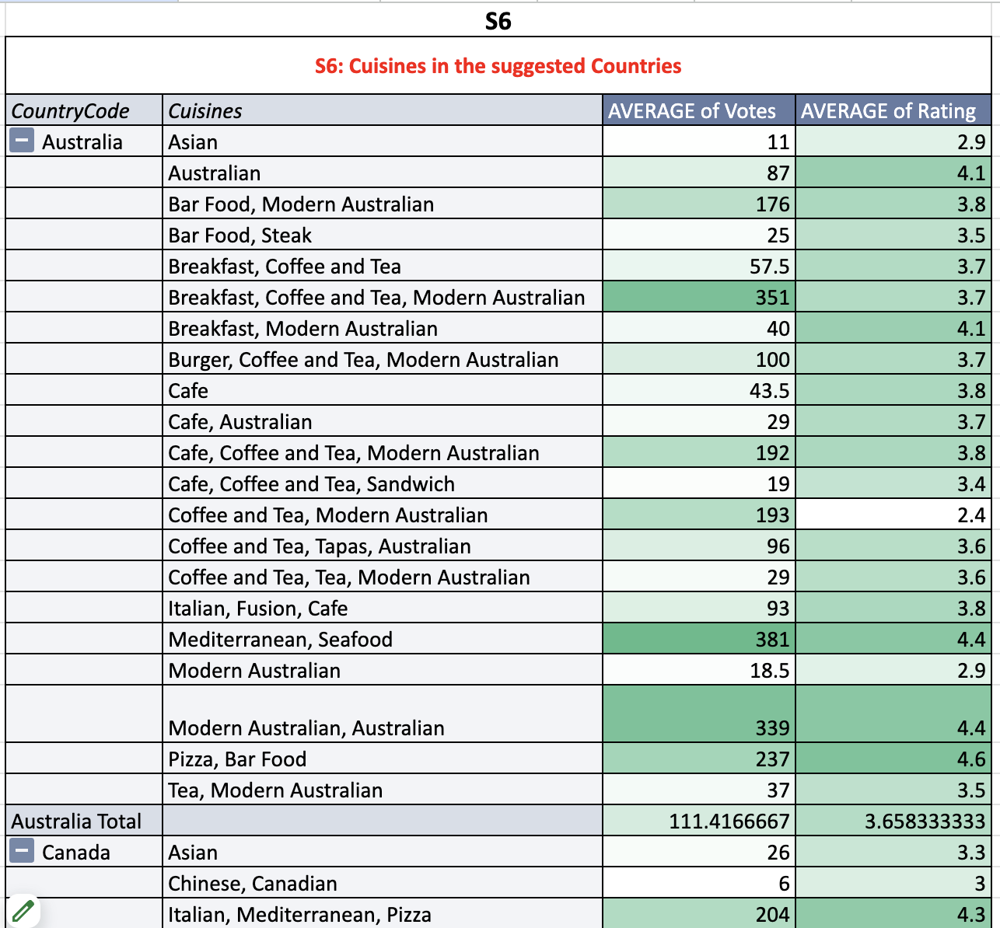 S6
S6: Cuisines in the suggested Countries
CountryCode Cuisines AVERAGE of Votes AVERAGE of Rating
Australia Asian 11 2.9
Australian 87 4.1
Bar Food, Modern Australian 176 3.8
Bar Food, Steak 25 3.5
Breakfast, Coffee and Tea 57.5 3.7
Breakfast, Coffee and Tea, Modern Australian 351 3.7
Breakfast, Modern Australian 40 4.1
Burger, Coffee and Tea, Modern Australian 100 3.7
Cafe 43.5 3.8
Cafe, Australian 29 3.7
Cafe, Coffee and Tea, Modern Australian 192 3.8
Cafe, Coffee and Tea, Sandwich 19 3.4
Coffee and Tea, Modern Australian 193 2.4
Coffee and Tea, Tapas, Australian 96 3.6
Coffee and Tea, Tea, Modern Australian 29 3.6
Italian, Fusion, Cafe 93 3.8
Mediterranean, Seafood 381 4.4
Modern Australian 18.5 2.9
Modern Australian, Australian 339 4.4
Pizza, Bar Food 237 4.6
Tea, Modern Australian 37 3.5
Australia Total 111.4166667 3.658333333
Canada Asian 26 3.3
Chinese, Canadian 6 3
Italian, Mediterranean, Pizza 204 4.3